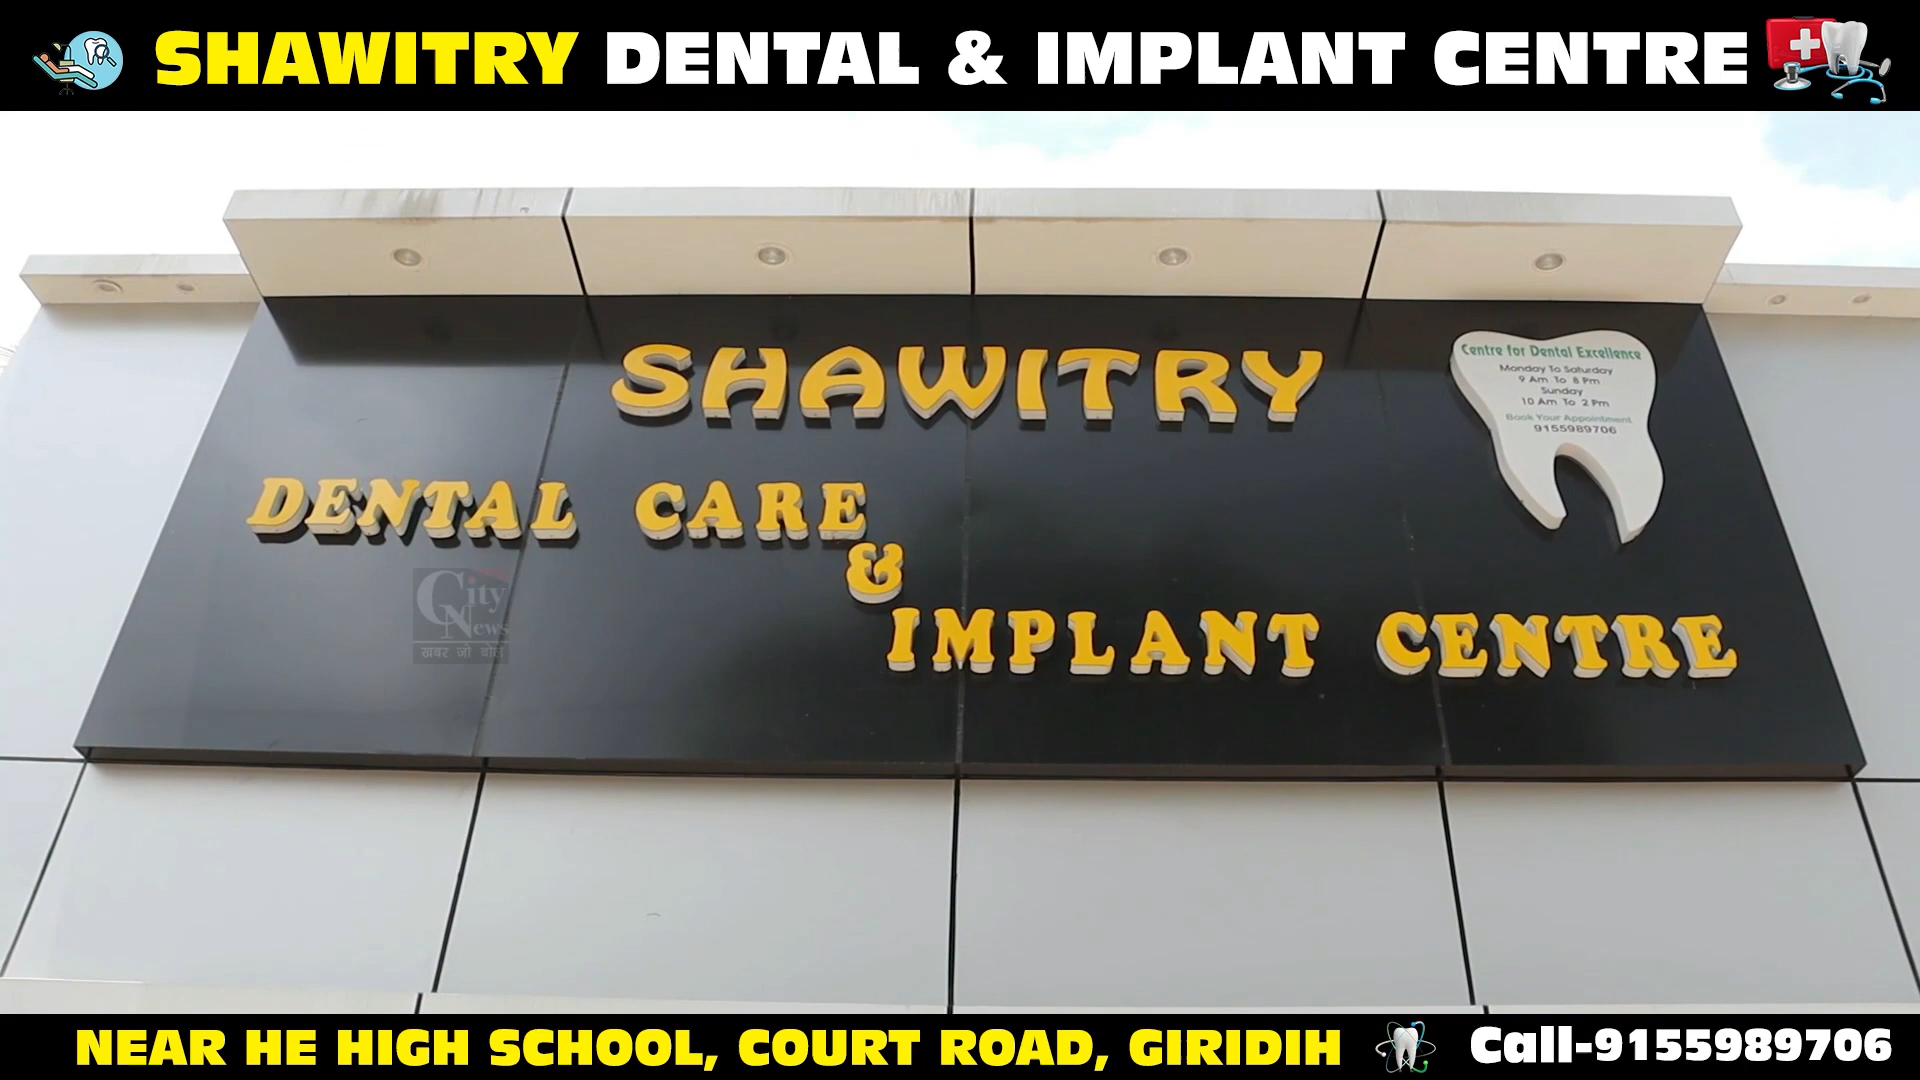 SHAWITRY DENTAL & IMPLANT CENTRE
SHAWITRY
Centre for Dental Excellence
Monday To Saturday
9 Am To 8 Pm
Sunday
10 Am To 2 Pm
Book Your Appointment
9155989706
DENTAL CARE
&
IMPLANT CENTRE
City
News
खबर जो बोले
NEAR HE HIGH SCHOOL, COURT ROAD, GIRIDIH
Call-9155989706